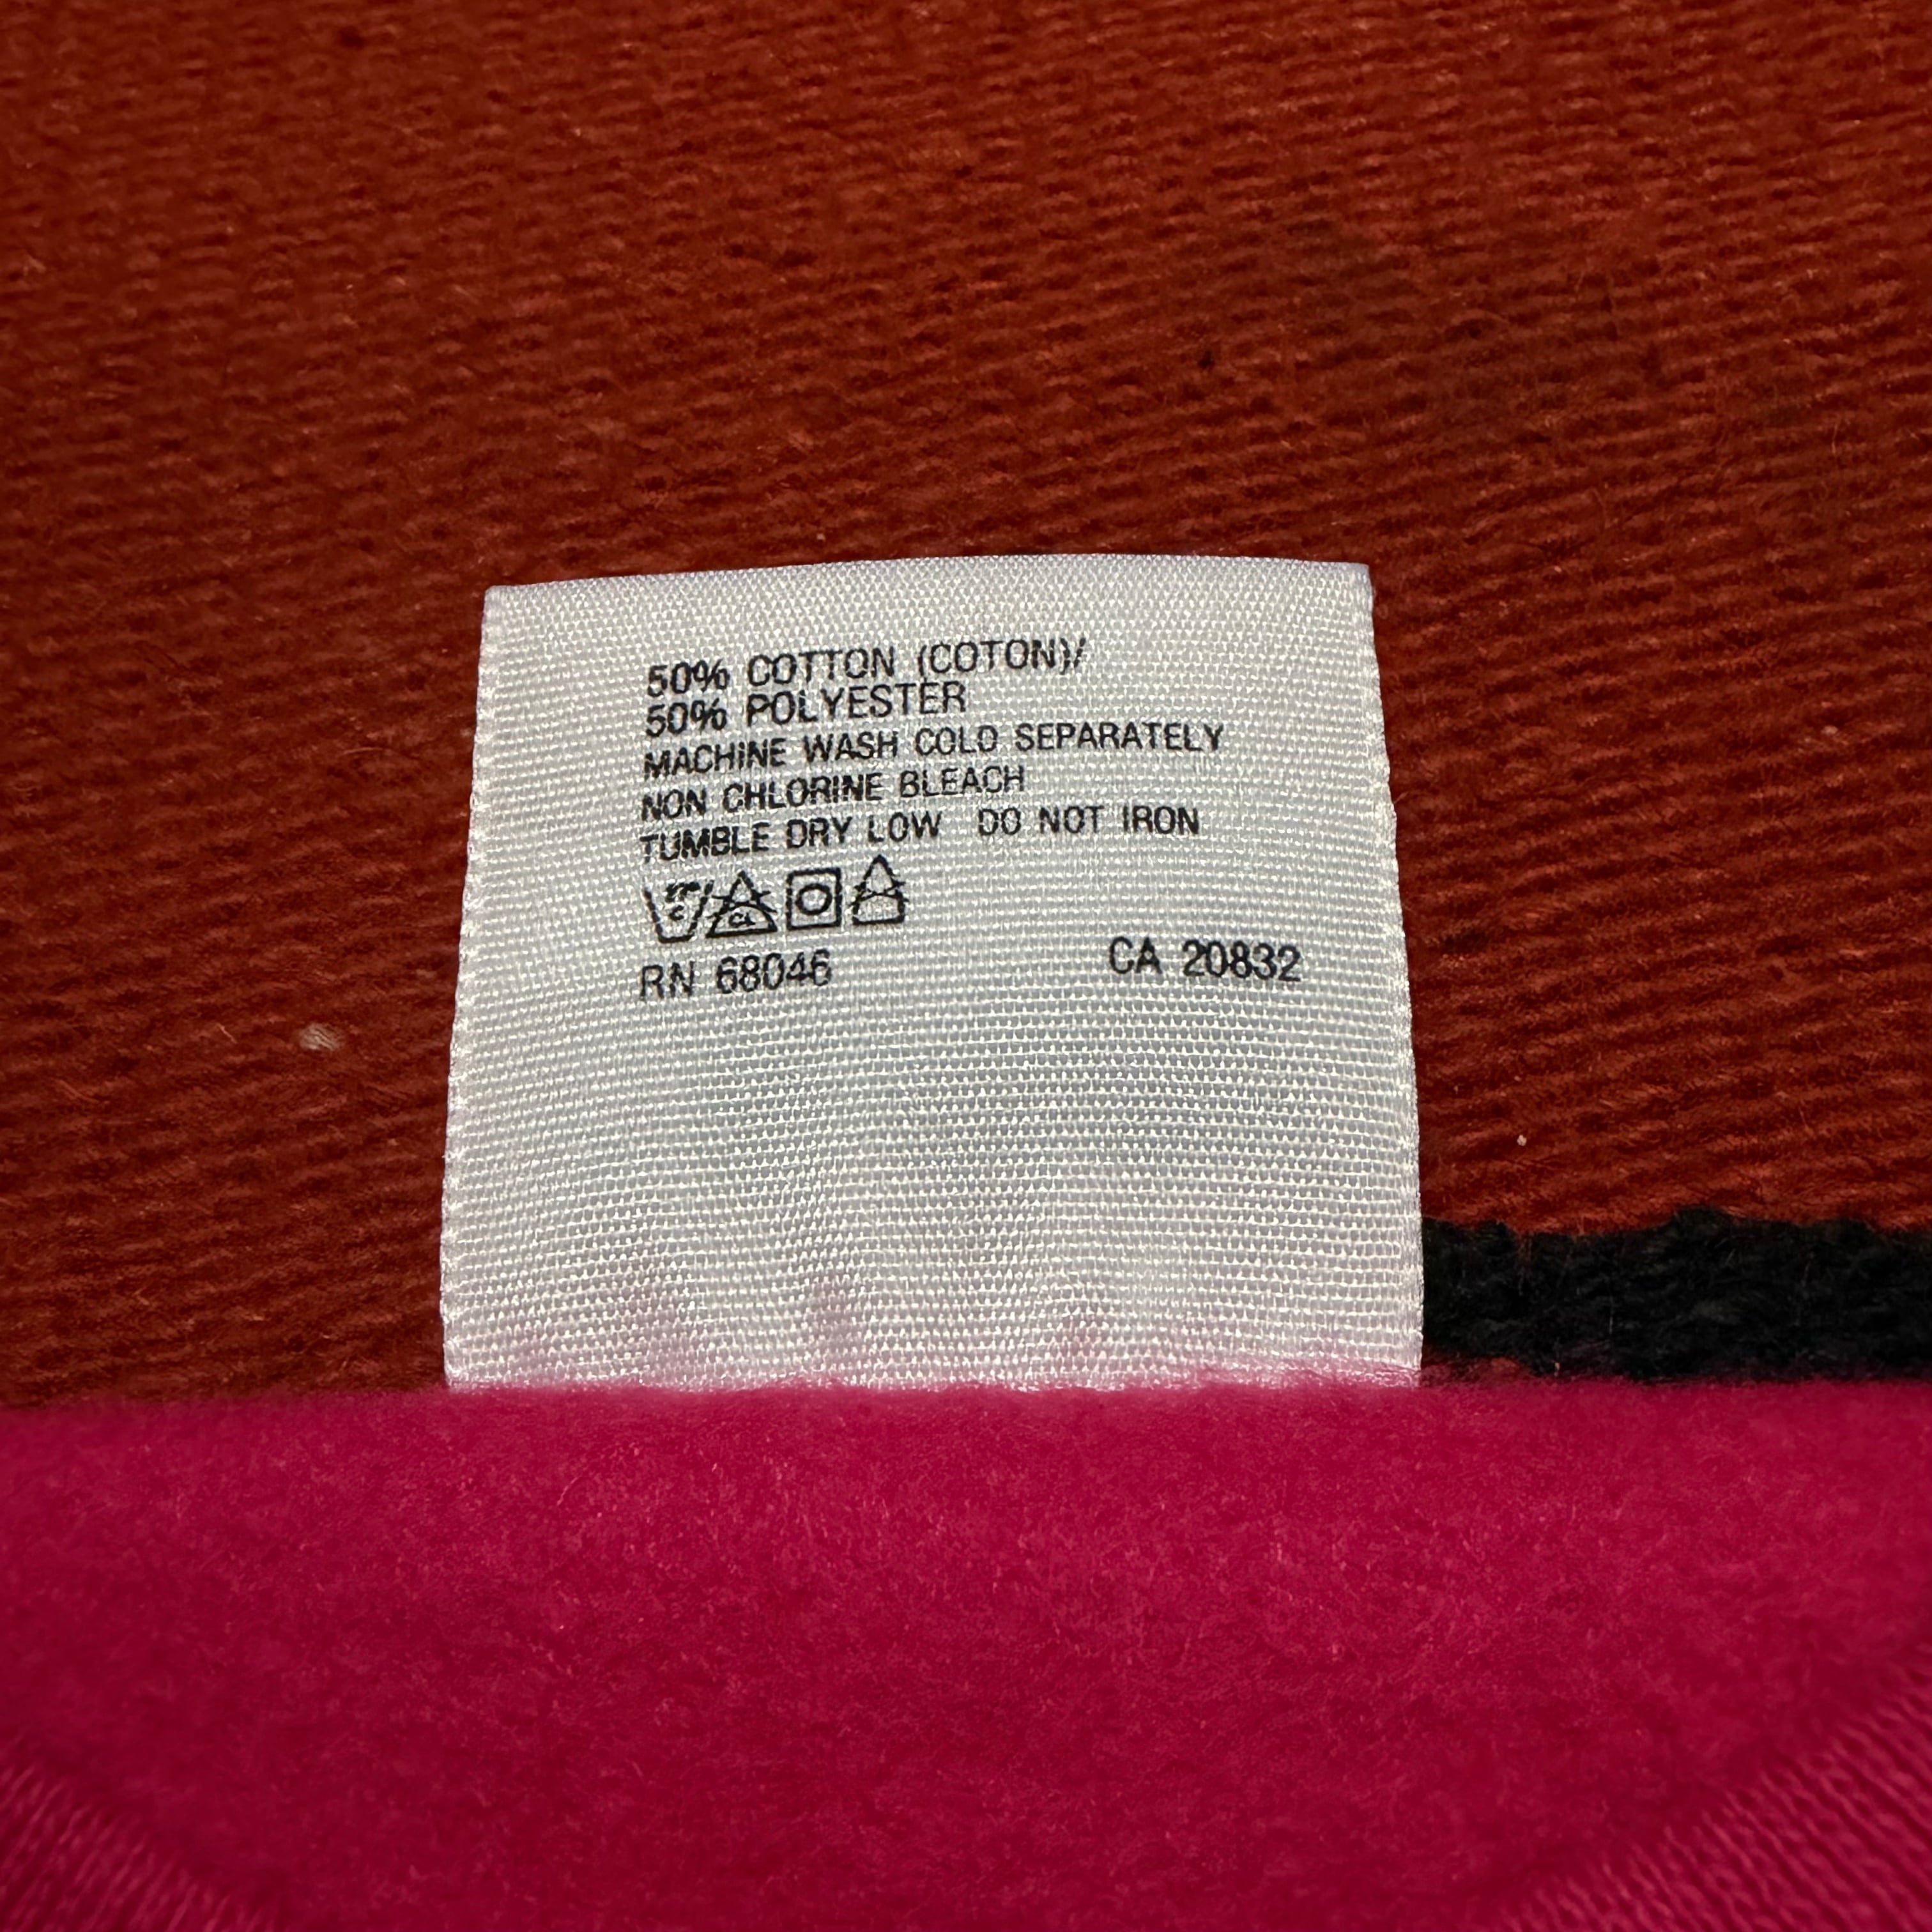 50% COTTON (COTON)/
50% POLYESTER
MACHINE WASH COLD SEPARATELY
NON CHLORINE BLEACH
TUMBLE DRY LOW DO NOT IRON
RN 68046 CA 20832